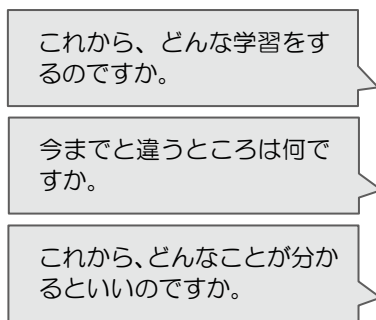 これから、どんな学習をす
るのですか。
今までと違うところは何で
すか。
これから、どんなことが分か
るといいのですか。